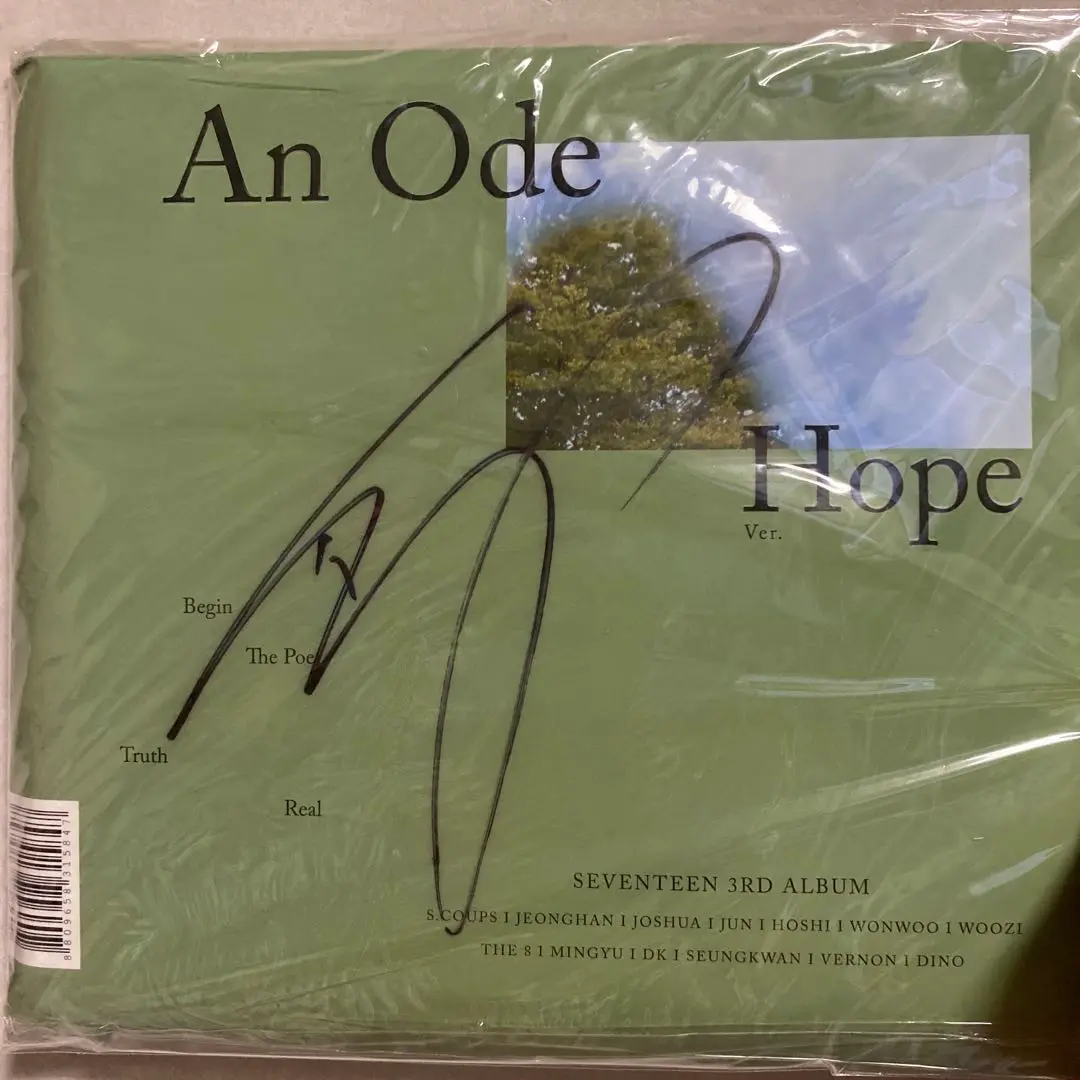 An Ode
Hope
Ver.
Begin
The Poe
Truth
Real
SEVENTEEN 3RD ALBUM
S.COUPS I JEONGHAN I JOSHUA I JUN I HOSHI I WONWOO I WOOZI
THE 8 I MINGYU I DK I SEUNGKWAN I VERNON I DINO
8809658315847